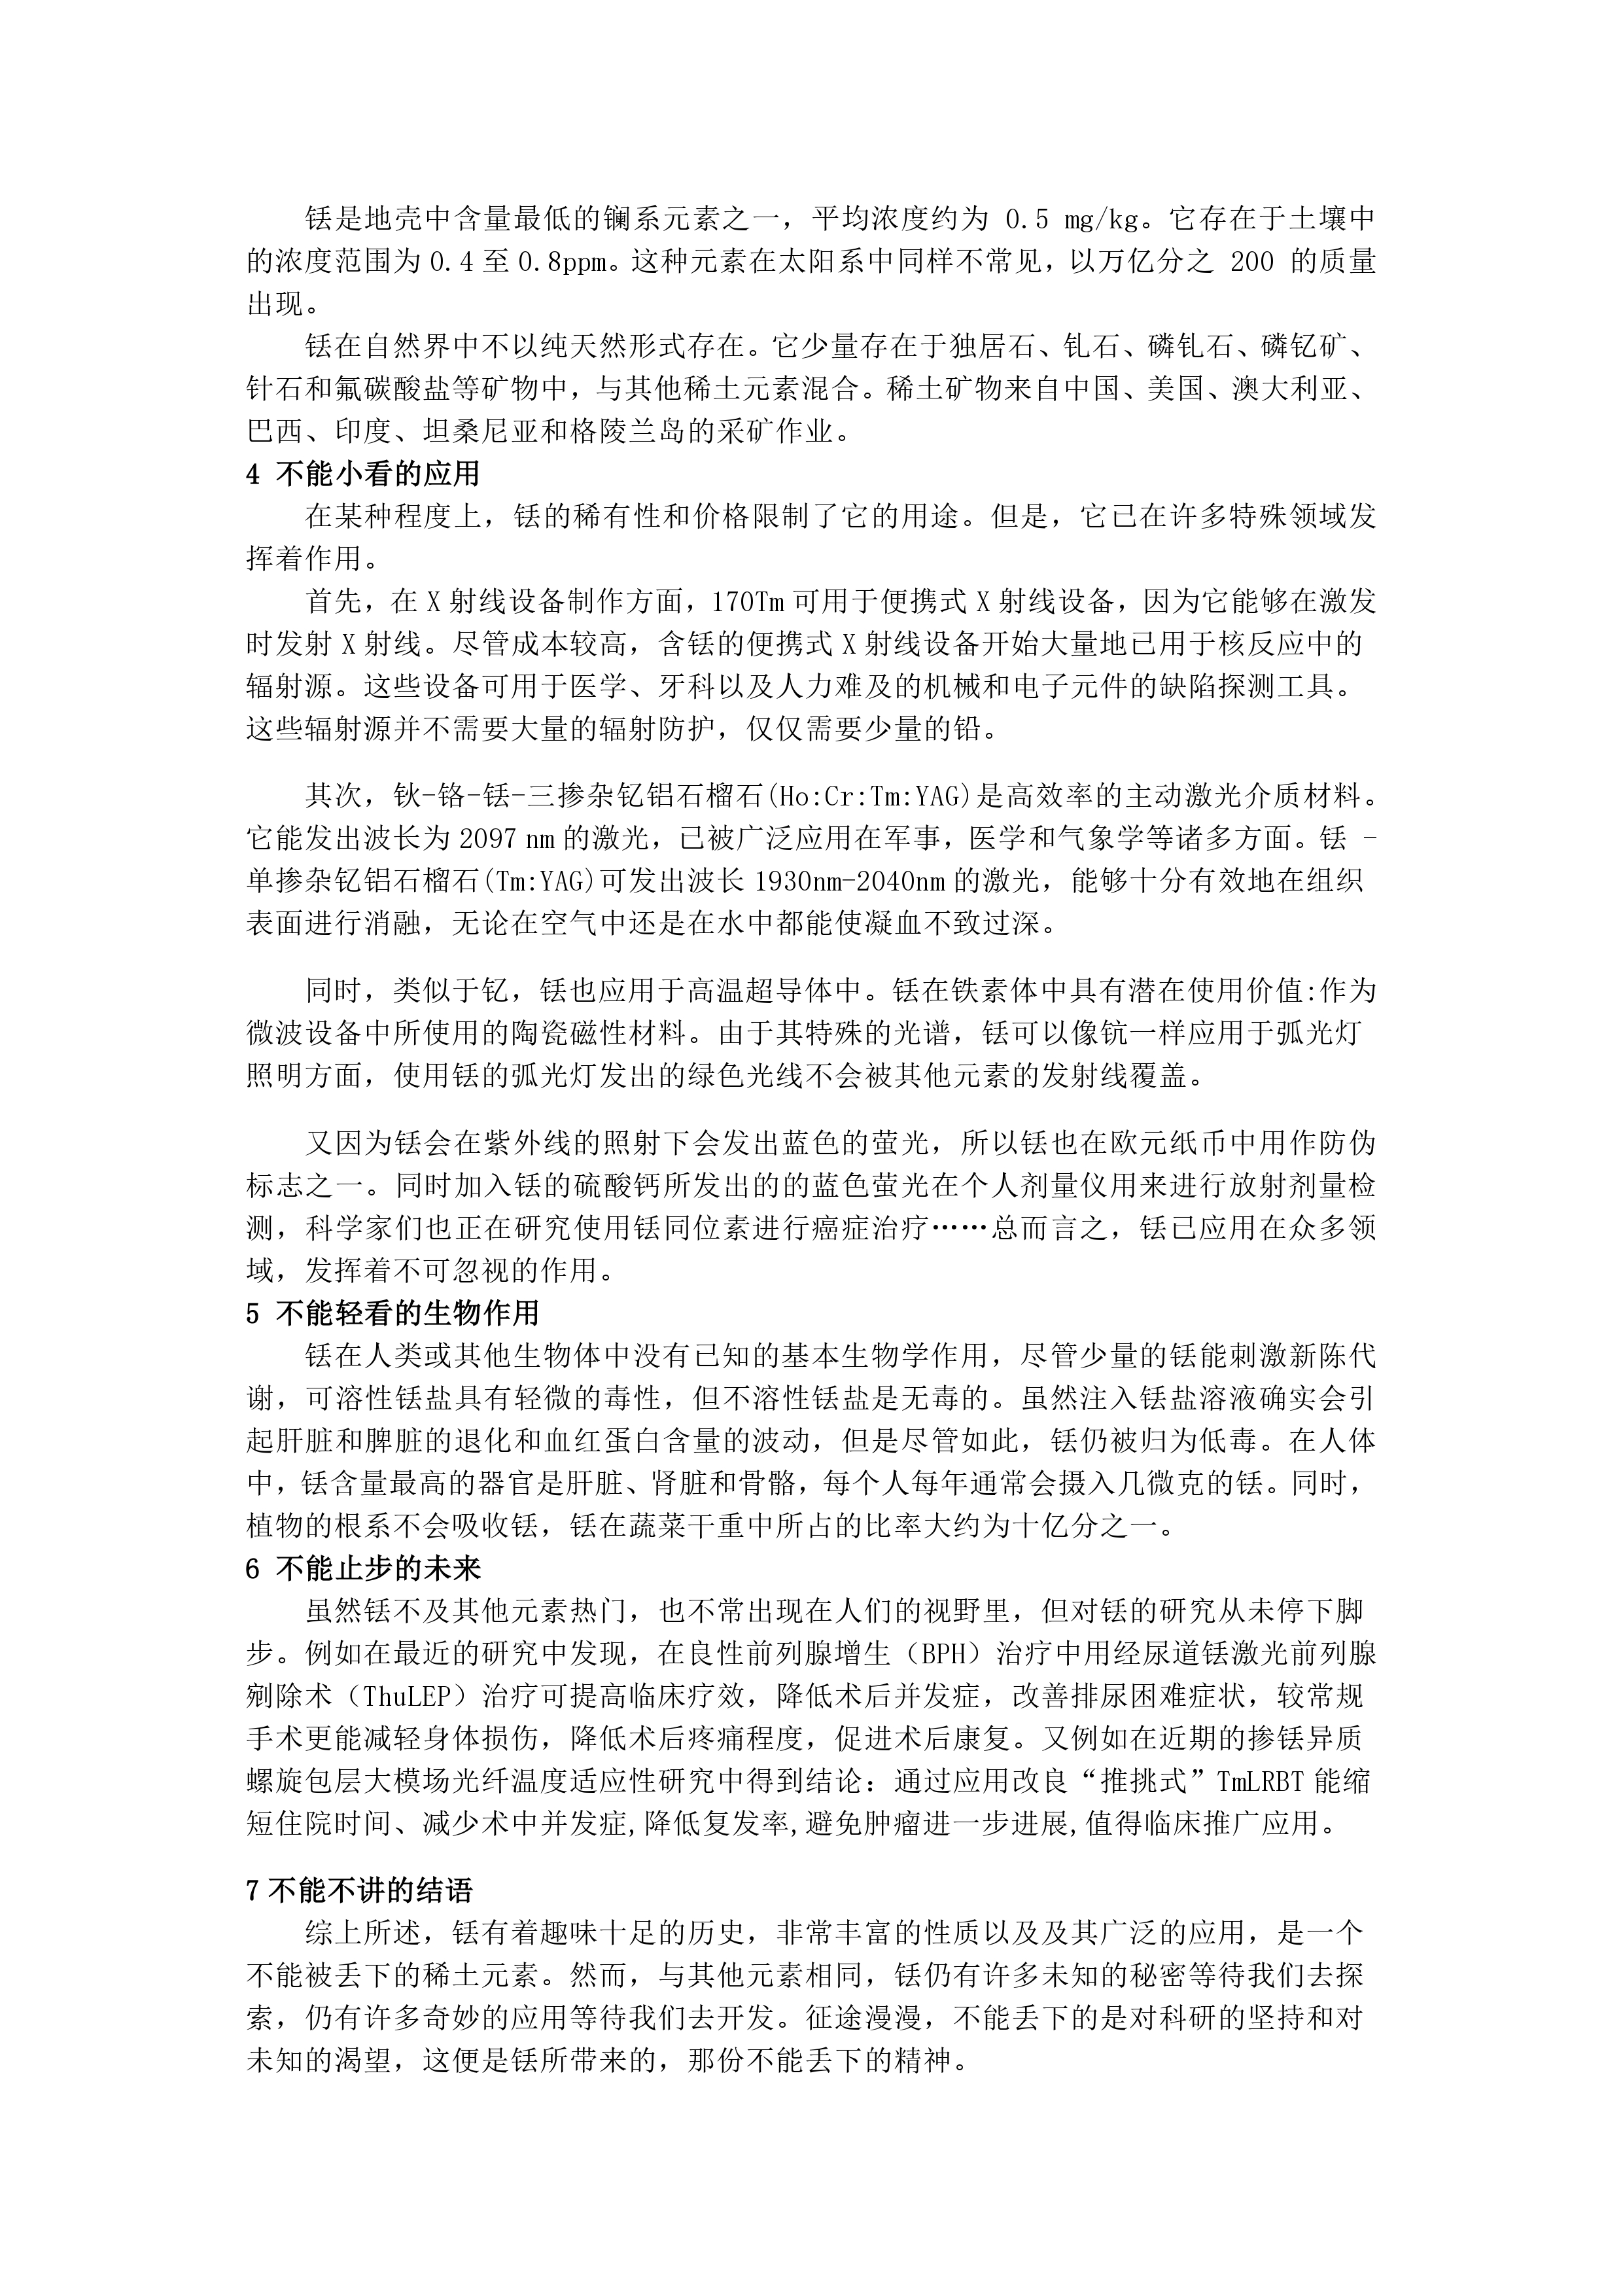 铥是地壳中含量最低的镧系元素之一，平均浓度约为 0.5 mg/kg。它存在于土壤中
的浓度范围为0.4至0.8ppm。这种元素在太阳系中同样不常见，以万亿分之 200 的质量
出现。
铥在自然界中不以纯天然形式存在。它少量存在于独居石、钆石、磷钆石、磷钇矿、
针石和氟碳酸盐等矿物中，与其他稀土元素混合。稀土矿物来自中国、美国、澳大利亚、
巴西、印度、坦桑尼亚和格陵兰岛的采矿作业。
4 不能小看的应用
在某种程度上，铥的稀有性和价格限制了它的用途。但是，它已在许多特殊领域发
挥着作用。
首先，在X射线设备制作方面，170Tm可用于便携式X射线设备，因为它能够在激发
时发射X射线。尽管成本较高，含铥的便携式X射线设备开始大量地已用于核反应中的
辐射源。这些设备可用于医学、牙科以及人力难及的机械和电子元件的缺陷探测工具。
这些辐射源并不需要大量的辐射防护，仅仅需要少量的铅。
其次，钬-铬-铥-三掺杂钇铝石榴石(Ho:Cr:Tm:YAG)是高效率的主动激光介质材料。
它能发出波长为2097 nm的激光，已被广泛应用在军事，医学和气象学等诸多方面。铥 -
单掺杂钇铝石榴石(Tm:YAG)可发出波长1930nm-2040nm的激光，能够十分有效地在组织
表面进行消融，无论在空气中还是在水中都能使凝血不致过深。
同时，类似于钇，铥也应用于高温超导体中。铥在铁素体中具有潜在使用价值:作为
微波设备中所使用的陶瓷磁性材料。由于其特殊的光谱，铥可以像钪一样应用于弧光灯
照明方面，使用铥的弧光灯发出的绿色光线不会被其他元素的发射线覆盖。
又因为铥会在紫外线的照射下会发出蓝色的萤光，所以铥也在欧元纸币中用作防伪
标志之一。同时加入铥的硫酸钙所发出的的蓝色萤光在个人剂量仪用来进行放射剂量检
测，科学家们也正在研究使用铥同位素进行癌症治疗……总而言之，铥已应用在众多领
域，发挥着不可忽视的作用。
5 不能轻看的生物作用
铥在人类或其他生物体中没有已知的基本生物学作用，尽管少量的铥能刺激新陈代
谢，可溶性铥盐具有轻微的毒性，但不溶性铥盐是无毒的。虽然注入铥盐溶液确实会引
起肝脏和脾脏的退化和血红蛋白含量的波动，但是尽管如此，铥仍被归为低毒。在人体
中，铥含量最高的器官是肝脏、肾脏和骨骼，每个人每年通常会摄入几微克的铥。同时，
植物的根系不会吸收铥，铥在蔬菜干重中所占的比率大约为十亿分之一。
6 不能止步的未来
虽然铥不及其他元素热门，也不常出现在人们的视野里，但对铥的研究从未停下脚
步。例如在最近的研究中发现，在良性前列腺增生（BPH）治疗中用经尿道铥激光前列腺
剜除术（ThuLEP）治疗可提高临床疗效，降低术后并发症，改善排尿困难症状，较常规
手术更能减轻身体损伤，降低术后疼痛程度，促进术后康复。又例如在近期的掺铥异质
螺旋包层大模场光纤温度适应性研究中得到结论：通过应用改良“推挑式”TmLRBT能缩
短住院时间、减少术中并发症,降低复发率,避免肿瘤进一步进展,值得临床推广应用。
7不能不讲的结语
综上所述，铥有着趣味十足的历史，非常丰富的性质以及及其广泛的应用，是一个
不能被丢下的稀土元素。然而，与其他元素相同，铥仍有许多未知的秘密等待我们去探
索，仍有许多奇妙的应用等待我们去开发。征途漫漫，不能丢下的是对科研的坚持和对
未知的渴望，这便是铥所带来的，那份不能丢下的精神。